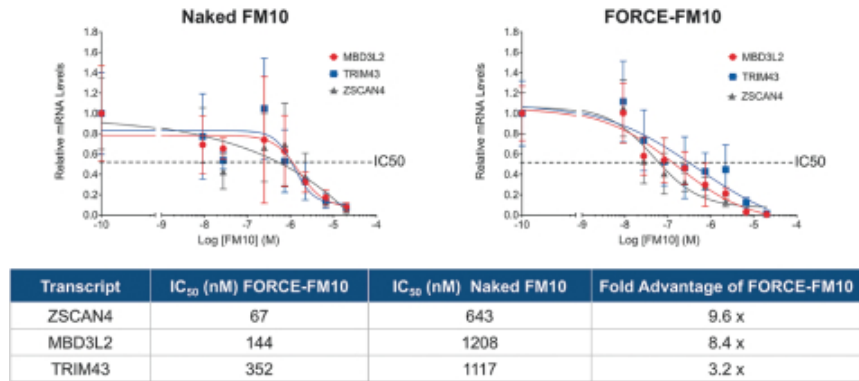 Naked FM10
FORCE-FM10
Relative mRNA Levels
1.8
1.6
1.4
1.2
1.0
0.8
0.6
0.4
0.2
0.0
MBD3L2
TRIM43
ZSCAN4
IC50
-10 -9 -8 -7 -6 -5 -4
Log [FM10] (M)
Relative mRNA Levels
1.8
1.6
1.4
1.2
1.0
0.8
0.6
0.4
0.2
0.0
MBD3L2
TRIM43
ZSCAN4
IC50
-10 -9 -8 -7 -6 -5 -4
Log [FM10] (M)
Transcript IC50 (nM) FORCE-FM10 IC50 (nM) Naked FM10 Fold Advantage of FORCE-FM10
ZSCAN4 67 643 9.6 x
MBD3L2 144 1208 8.4 x
TRIM43 352 1117 3.2 x